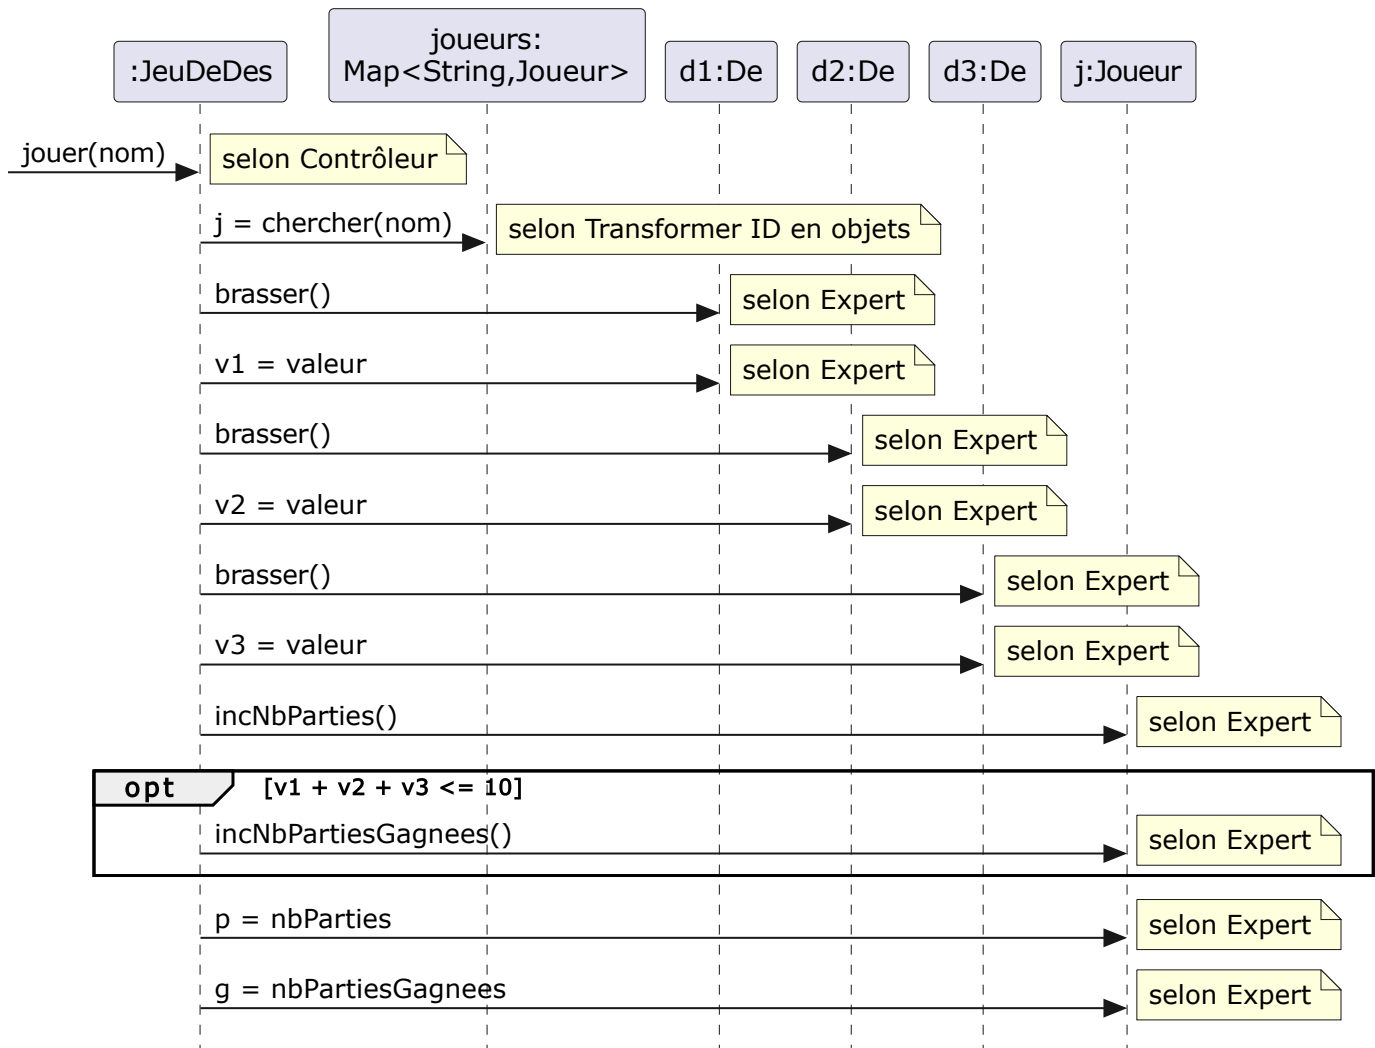 :JeuDeDes
joueurs:
Map<String,Joueur>
d1:De
d2:De
d3:De
j:Joueur
jouer(nom)
selon Contrôleur
j = chercher(nom)
selon Transformer ID en objets
brasser()
selon Expert
v1 = valeur
selon Expert
brasser()
selon Expert
v2 = valeur
selon Expert
brasser()
selon Expert
v3 = valeur
selon Expert
incNbParties()
selon Expert
opt
[v1 + v2 + v3 <= 10]
incNbPartiesGagnees()
selon Expert
p = nbParties
selon Expert
g = nbPartiesGagnees
selon Expert